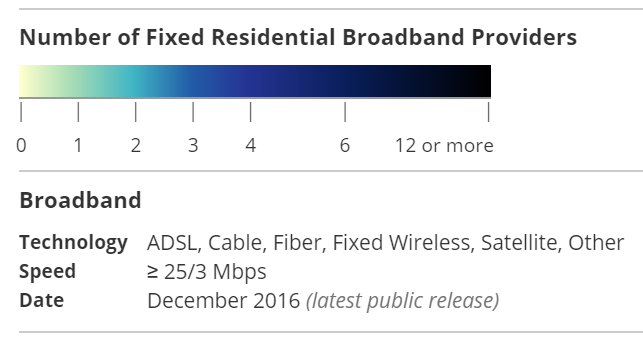 Number of Fixed Residential Broadband Providers
0 1 2 3 4 6 12 or more
Broadband
Technology ADSL, Cable, Fiber, Fixed Wireless, Satellite, Other
Speed ≥ 25/3 Mbps
Date December 2016 (latest public release)